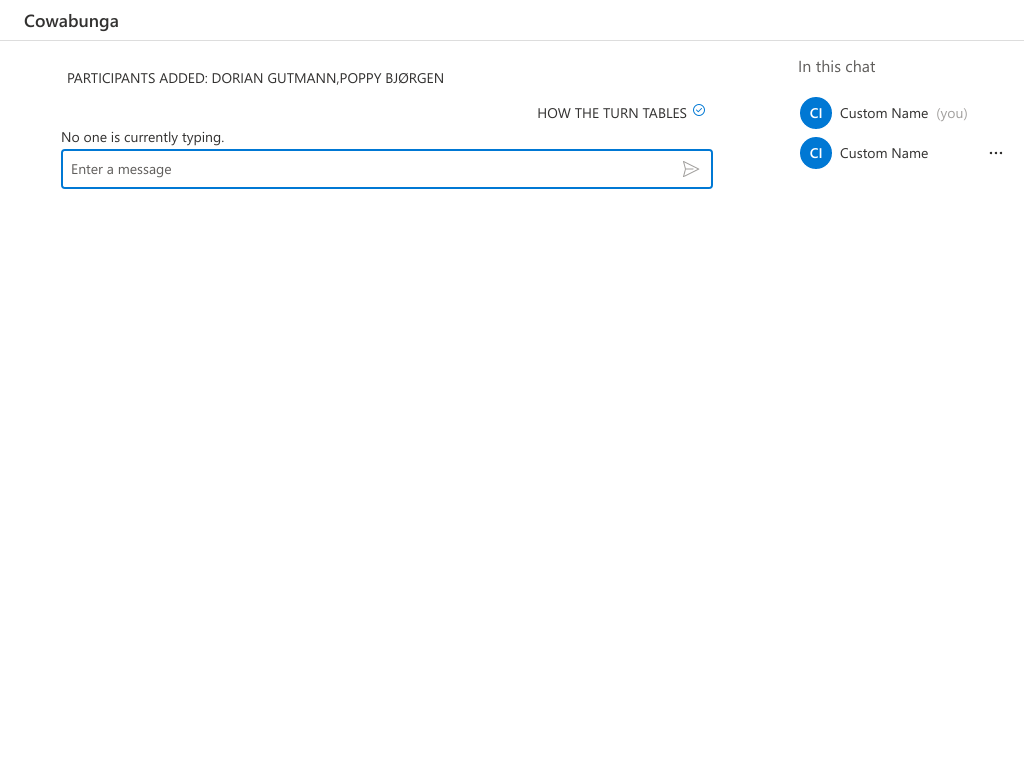 Cowabunga
PARTICIPANTS ADDED: DORIAN GUTMANN,POPPY BJØRGEN
HOW THE TURN TABLES
No one is currently typing.
Enter a message
In this chat
CI Custom Name (you)
CI Custom Name